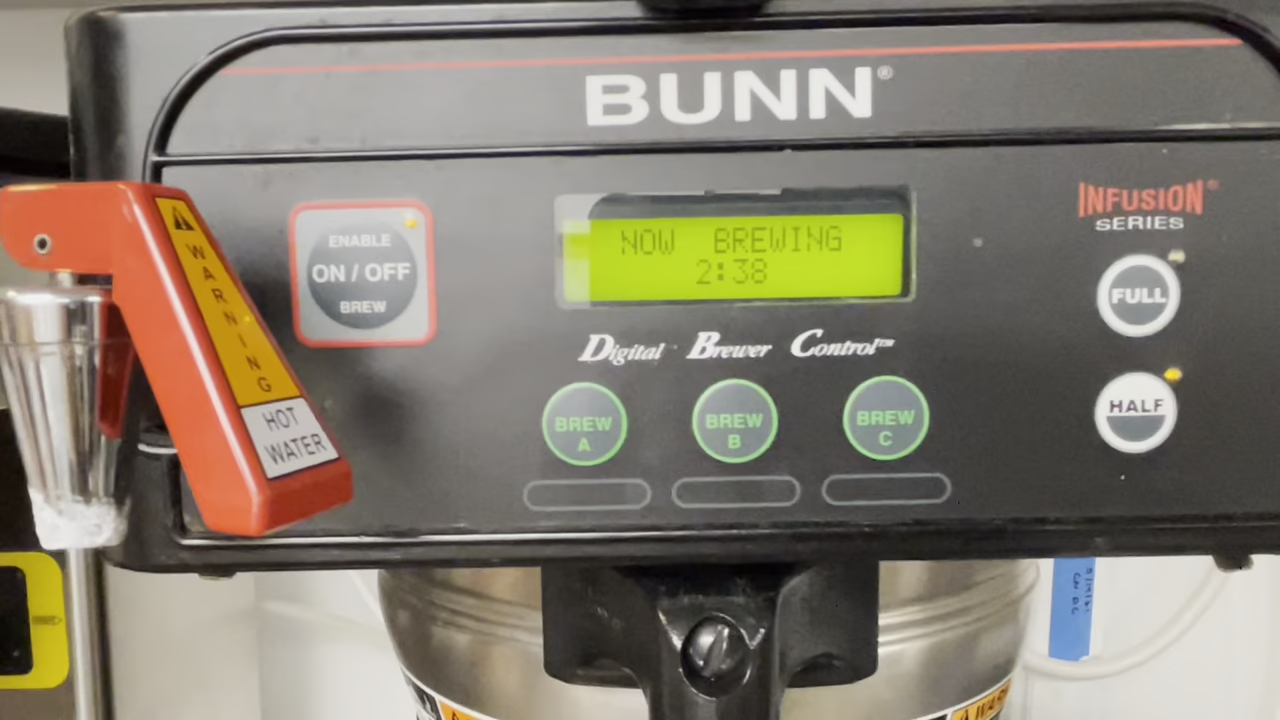 BUNN®
INFUSION®
SERIES
ENABLE
ON / OFF
BREW
NOW BREWING
2:38
WARNING
HOT
WATER
FULL
Digital Brewer Control™
HALF
BREW
A
BREW
B
BREW
C